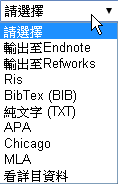 請選擇
請選擇
輸出至Endnote
輸出至Refworks
Ris
BibTex (BIB)
純文字 (TXT)
APA
Chicago
MLA
看詳目資料